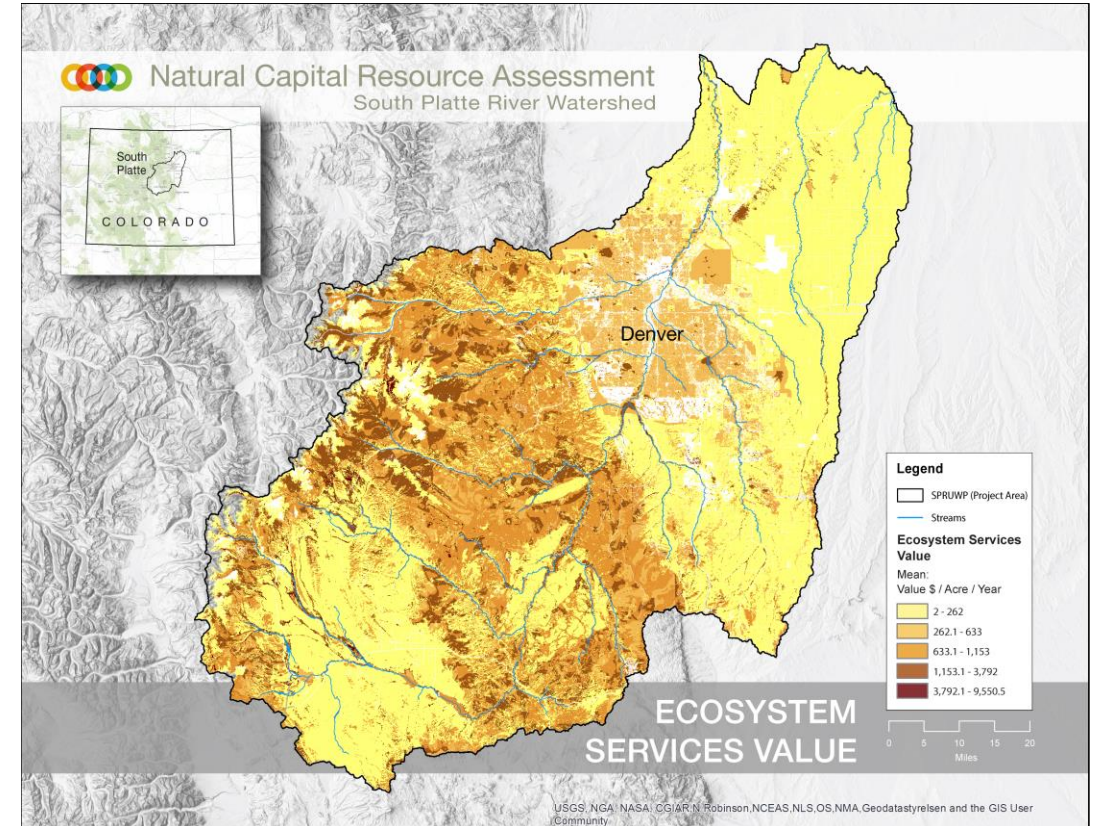 Natural Capital Resource Assessment
South Platte River Watershed
South
Platte
COLORADO
Denver
Legend
SPRUWP (Project Area)
Streams
Ecosystem Services
Value
Mean:
Value $ / Acre / Year
2 - 262
262.1 - 633
633.1 - 1,153
1,153.1 - 3,792
3,792.1 - 9,550.5
ECOSYSTEM
SERVICES VALUE
0 5 10 15 20
Miles
USGS, NGA, NASA, CGIAR,N Robinson,NCEAS,NLS,OS,NMA,Geodatastyrelsen and the GIS User
Community